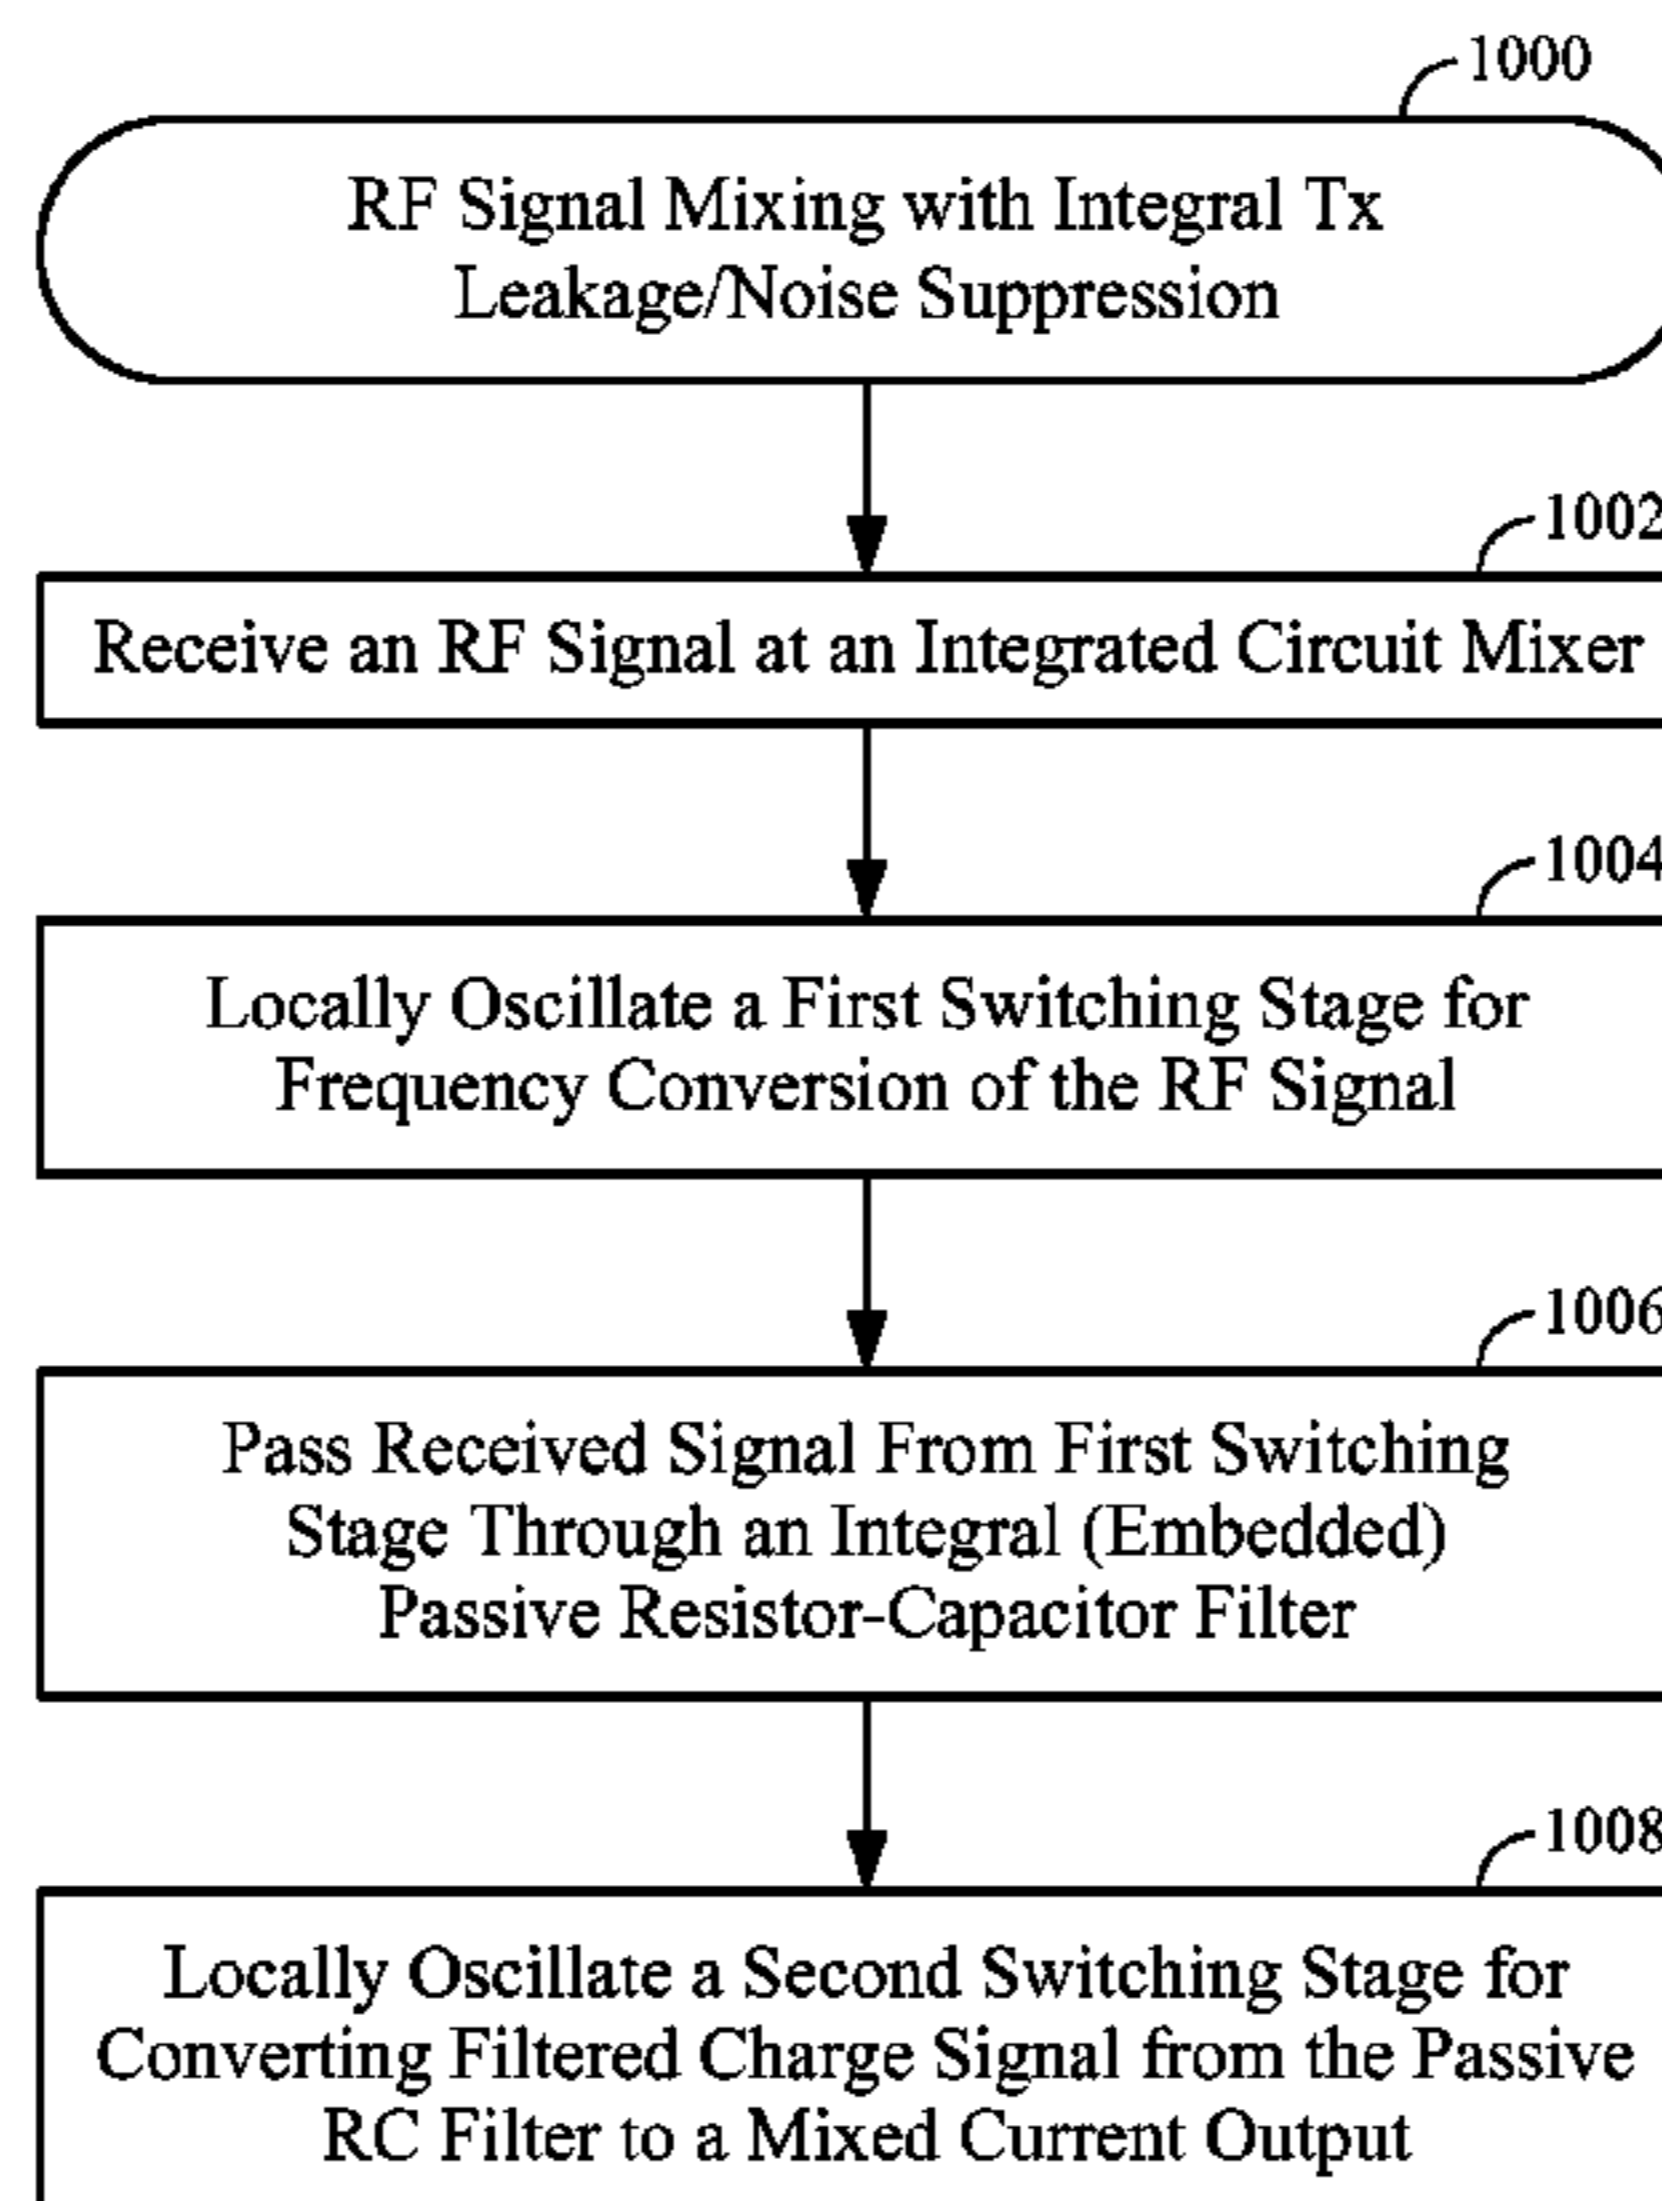 1000
RF Signal Mixing with Integral Tx
Leakage/Noise Suppression
1002
Receive an RF Signal at an Integrated Circuit Mixer
1004
Locally Oscillate a First Switching Stage for
Frequency Conversion of the RF Signal
1006
Pass Received Signal From First Switching
Stage Through an Integral (Embedded)
Passive Resistor-Capacitor Filter
1008
Locally Oscillate a Second Switching Stage for
Converting Filtered Charge Signal from the Passive
RC Filter to a Mixed Current Output